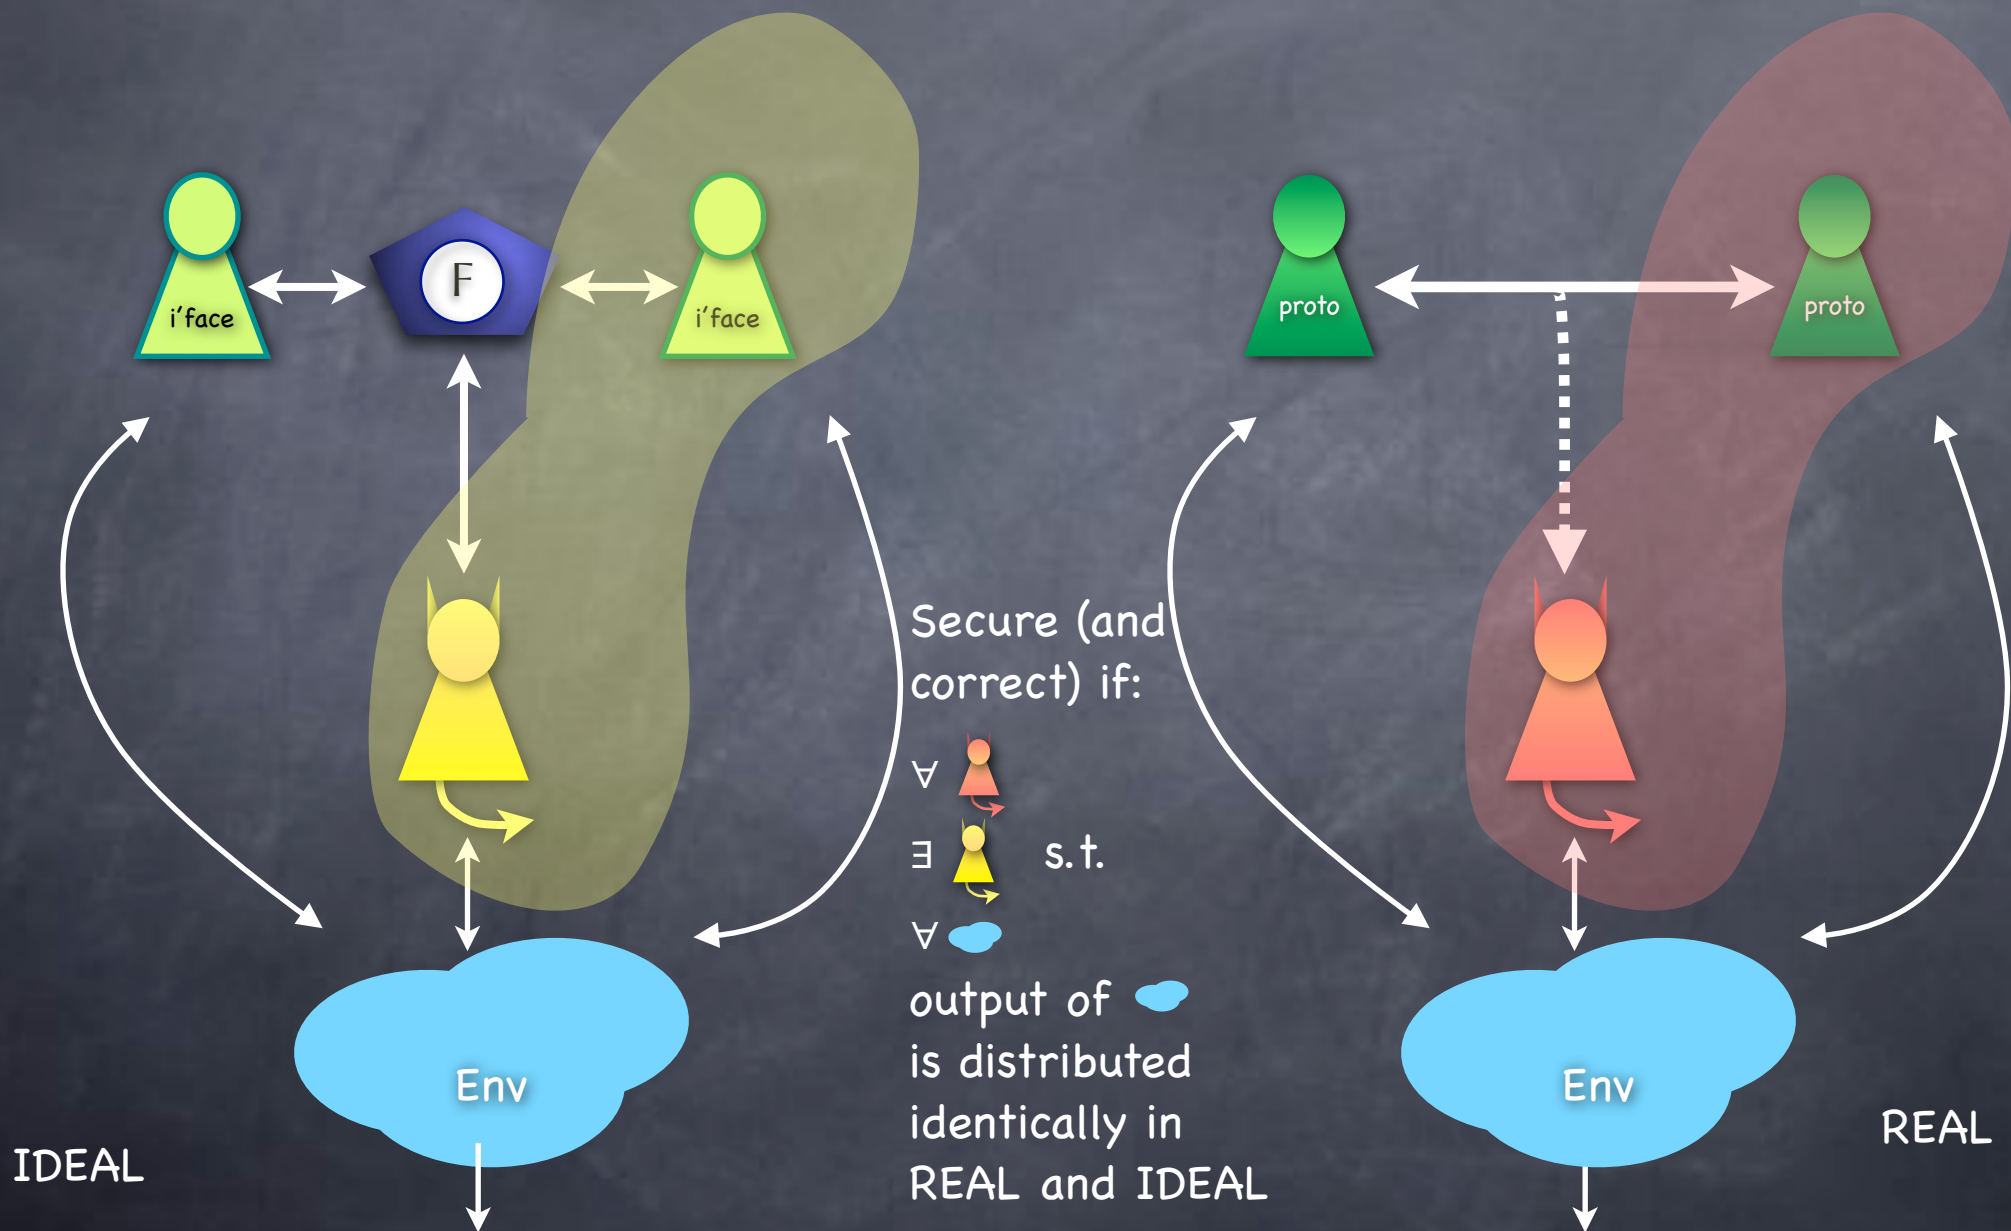 i'face
F
i'face
proto
proto
Secure (and
correct) if:
∀
∃ s.t.
∀
output of
is distributed
identically in
REAL and IDEAL
Env
Env
IDEAL
REAL